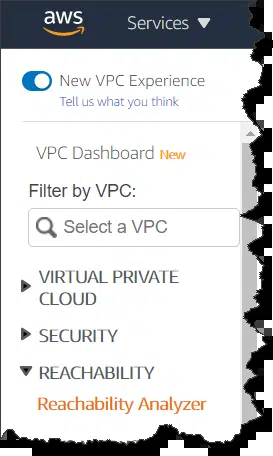 aws
Services
New VPC Experience
Tell us what you think
VPC Dashboard New
Filter by VPC:
Select a VPC
VIRTUAL PRIVATE
CLOUD
SECURITY
REACHABILITY
Reachability Analyzer